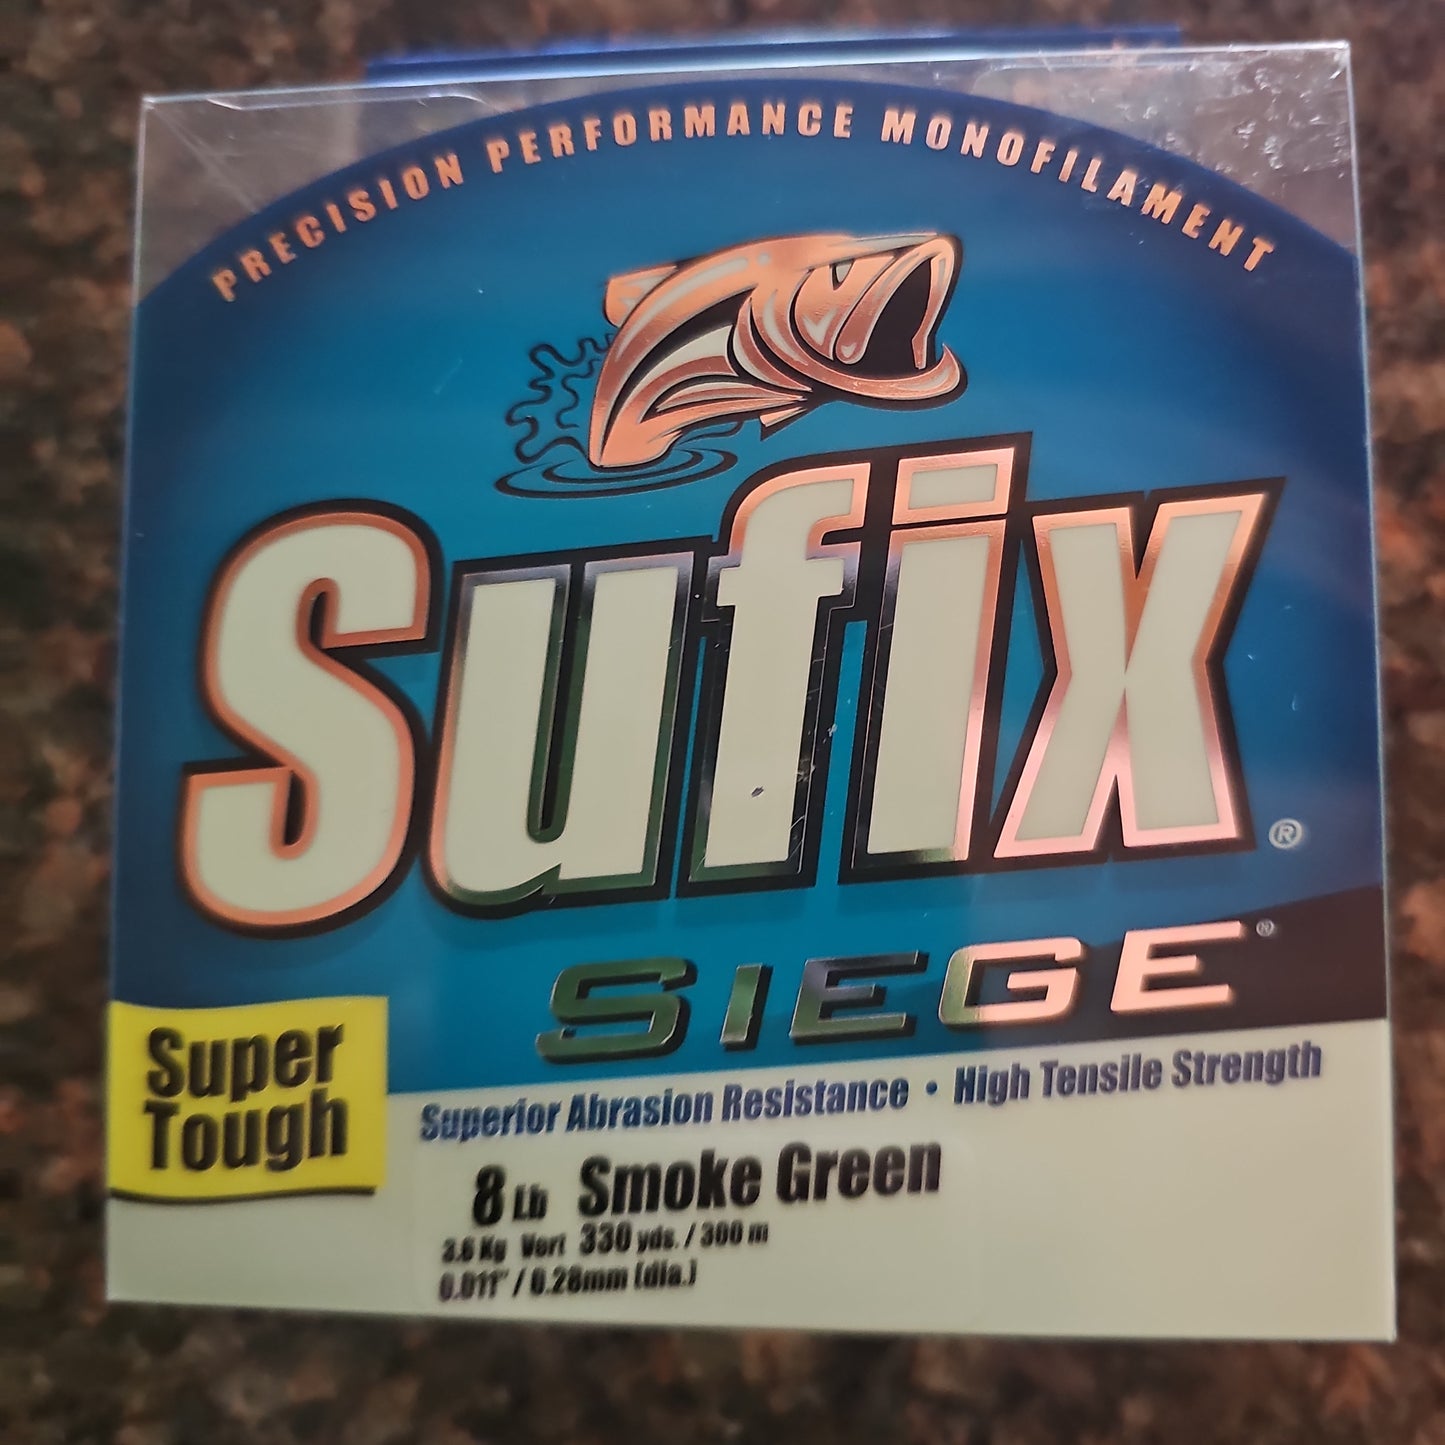 PRECISION PERFORMANCE MONOFILAMENT
Sufix®
SIEGE®
Super
Tough
Superior Abrasion Resistance • High Tensile Strength
8 Lb Smoke Green
3.6 Kg Vert 330 yds. / 300 m
0.011" / 0.28mm (dia.)